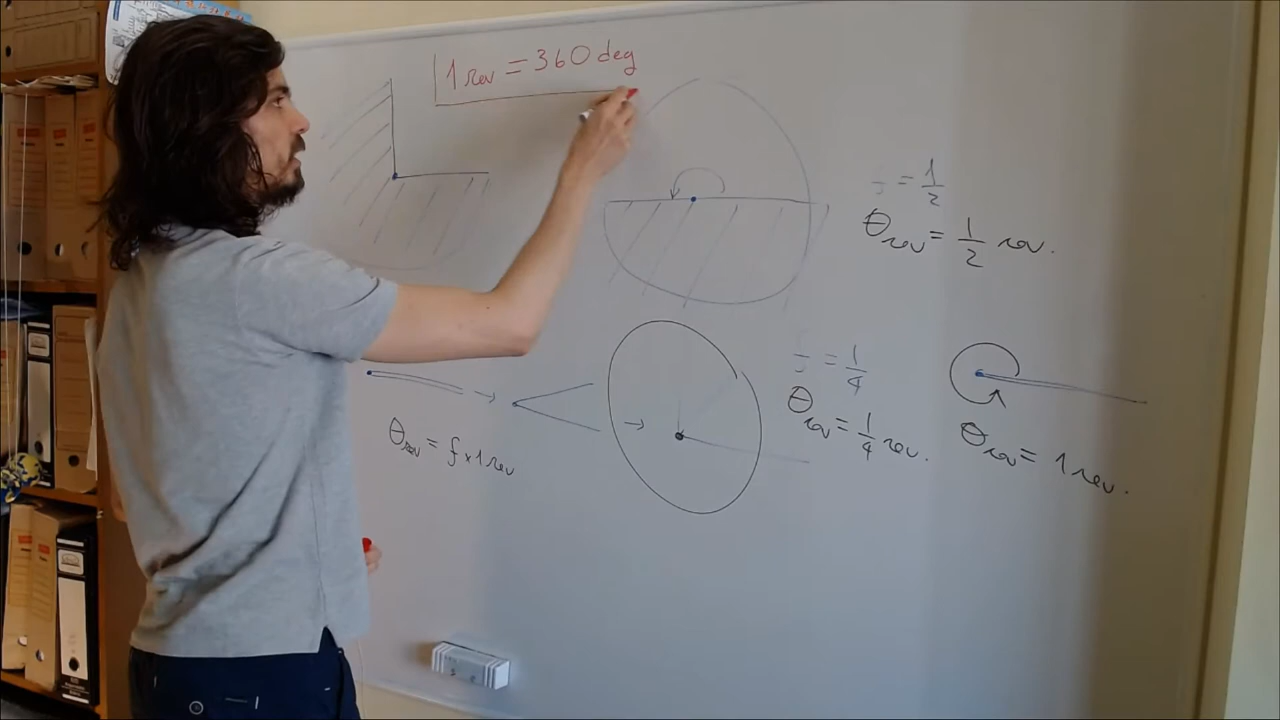 1 rev = 360 deg
= 1/2
θrev = 1/2 rev.
= 1/4
θrev = 1/4 rev.
θrev = f x 1 rev
θrev = 1 rev.